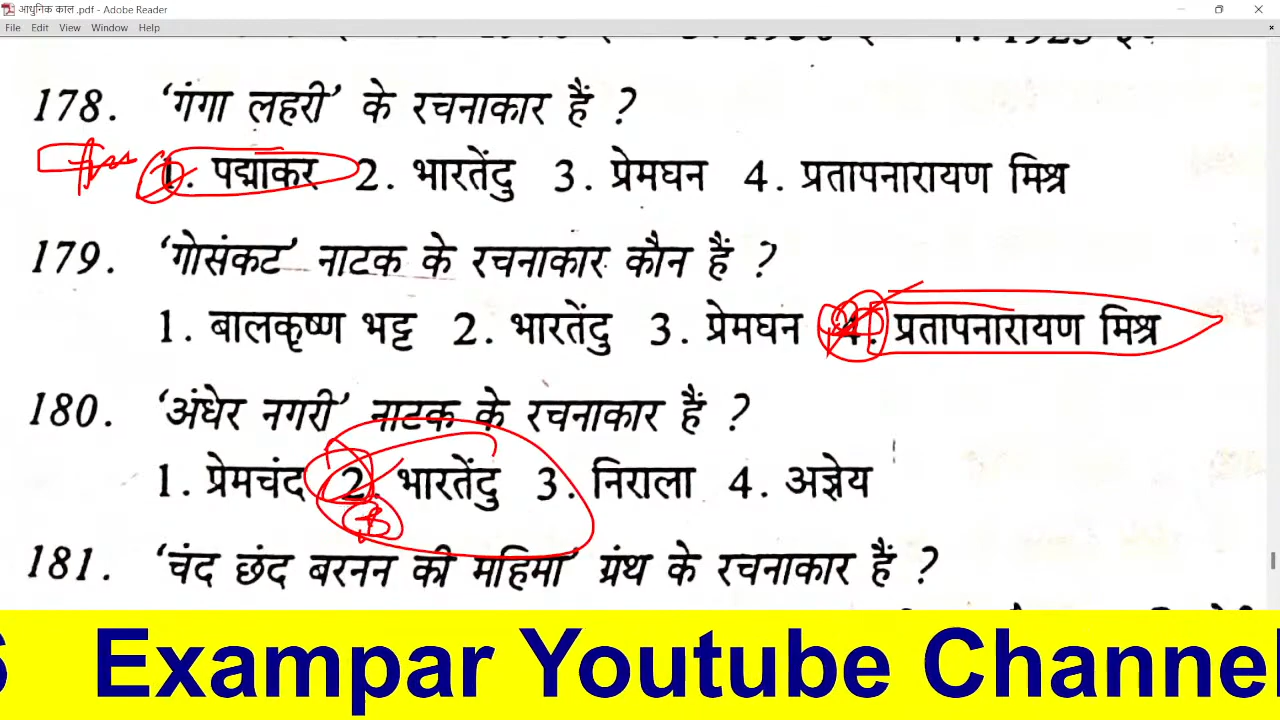 आधुनिक काल .pdf - Adobe Reader
File Edit View Window Help
178. ‘गंगा लहरी’ के रचनाकार हैं ?
1. पद्माकर 2. भारतेंदु 3. प्रेमघन 4. प्रतापनारायण मिश्र
179. ‘गोसंकट’ नाटक के रचनाकार कौन हैं ?
1. बालकृष्ण भट्ट 2. भारतेंदु 3. प्रेमघन 4. प्रतापनारायण मिश्र
180. ‘अंधेर नगरी’ नाटक के रचनाकार हैं ?
1. प्रेमचंद 2. भारतेंदु 3. निराला 4. अज्ञेय
181. ‘चंद छंद बरनन की महिमा’ ग्रंथ के रचनाकार हैं ?
Exampar Youtube Channel